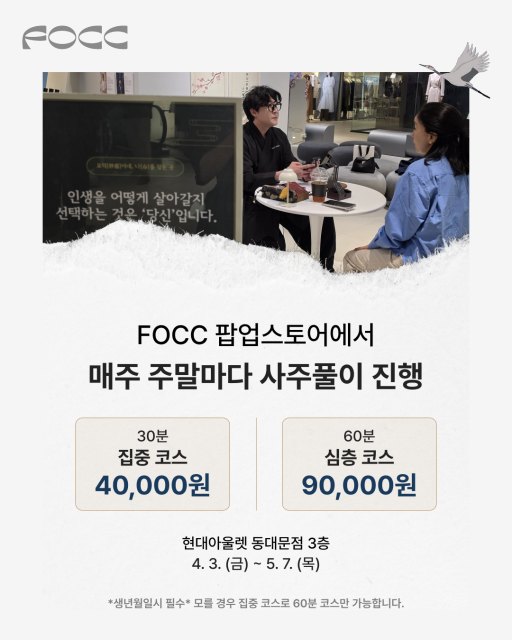 FOCC
인생을 어떻게 살아갈지
선택하는 것은 '당신'입니다.
FOCC 팝업스토어에서
매주 주말마다 사주풀이 진행
30분
집중 코스
40,000원
60분
심층 코스
90,000원
현대아울렛 동대문점 3층
4. 3. (금) ~ 5. 7. (목)
*생년월일시 필수* 모를 경우 집중 코스로 60분 코스만 가능합니다.